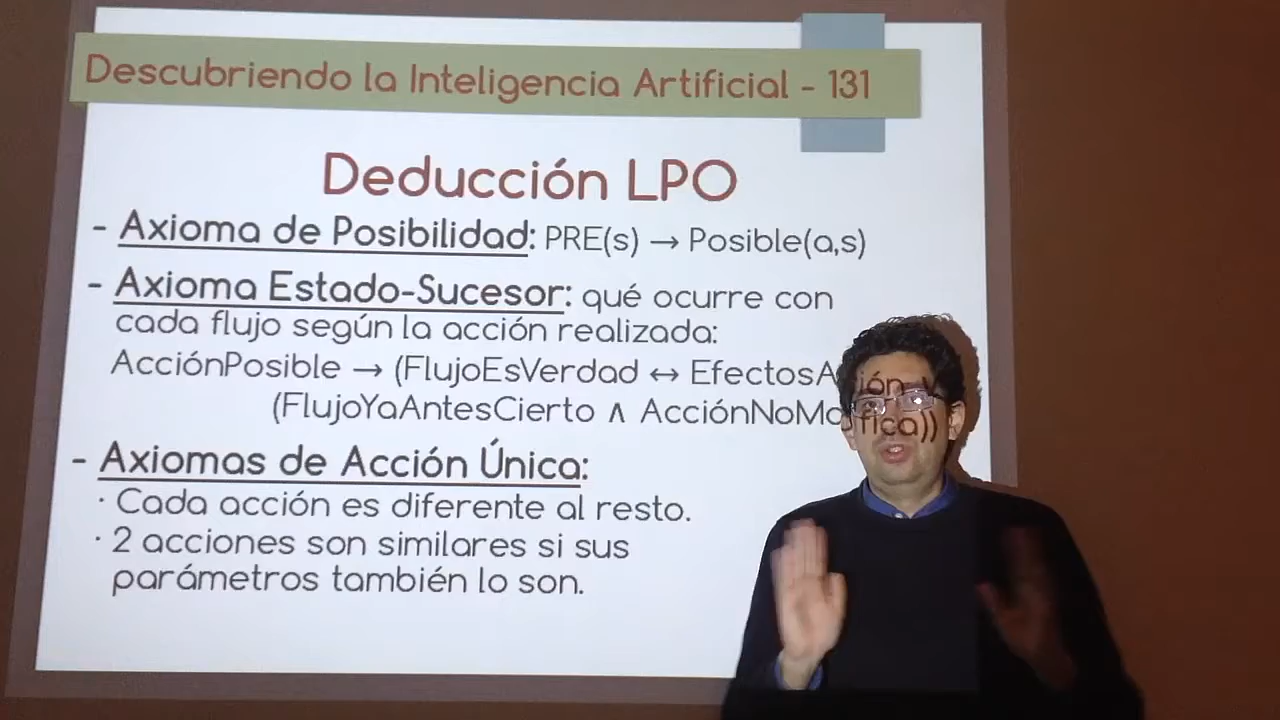 Descubriendo la Inteligencia Artificial - 131
Deducción LPO
- Axioma de Posibilidad: PRE(s) → Posible(a,s)
- Axioma Estado-Sucesor: qué ocurre con
cada flujo según la acción realizada:
AcciónPosible → (FlujoEsVerdad ↔ EfectosAcción v
(FlujoYaAntesCierto ∧ AcciónNoModifica))
- Axiomas de Acción Única:
· Cada acción es diferente al resto.
· 2 acciones son similares si sus
parámetros también lo son.